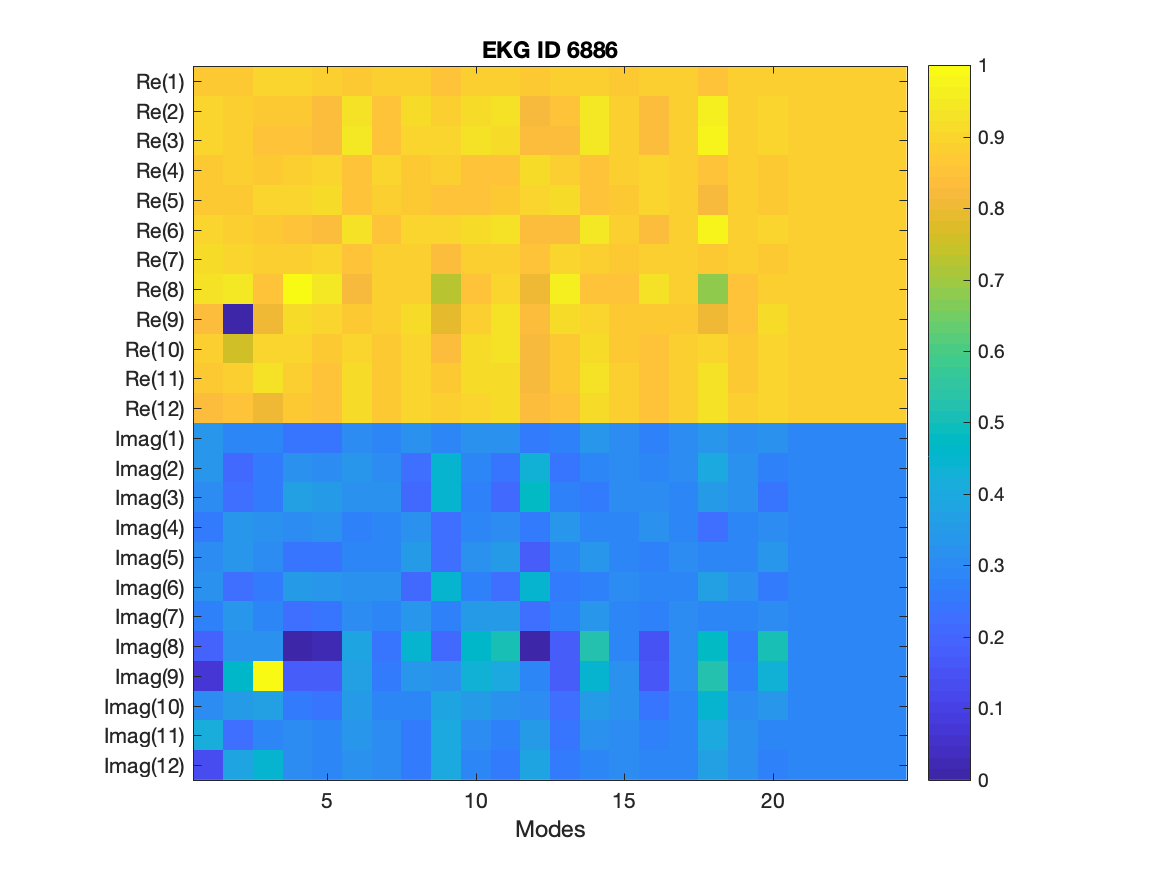 EKG ID 6886
Re(1)
Re(2)
Re(3)
Re(4)
Re(5)
Re(6)
Re(7)
Re(8)
Re(9)
Re(10)
Re(11)
Re(12)
Imag(1)
Imag(2)
Imag(3)
Imag(4)
Imag(5)
Imag(6)
Imag(7)
Imag(8)
Imag(9)
Imag(10)
Imag(11)
Imag(12)
5 10 15 20
Modes
1
0.9
0.8
0.7
0.6
0.5
0.4
0.3
0.2
0.1
0